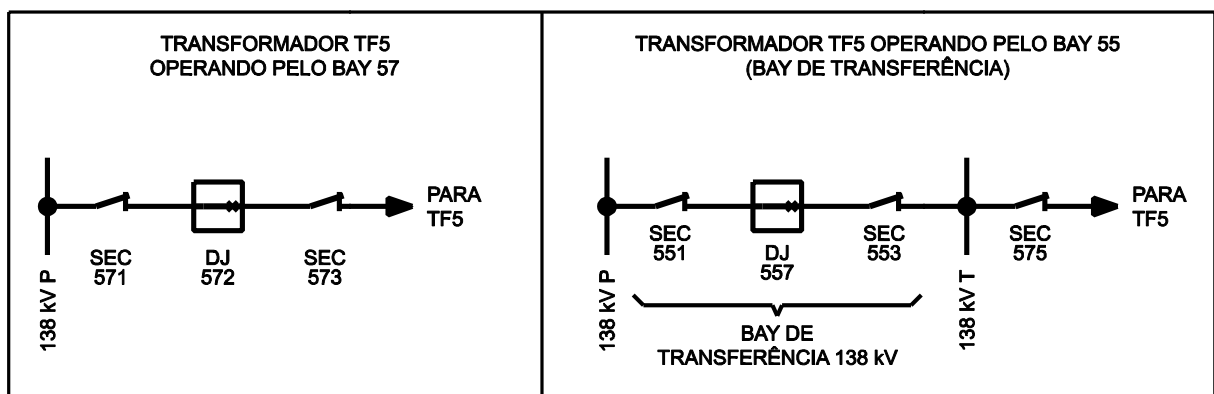 TRANSFORMADOR TF5
OPERANDO PELO BAY 57
138 kV P
SEC
571
DJ
572
SEC
573
PARA
TF5
TRANSFORMADOR TF5 OPERANDO PELO BAY 55
(BAY DE TRANSFERÊNCIA)
138 kV P
SEC
551
DJ
557
SEC
553
138 kV T
SEC
575
PARA
TF5
BAY DE
TRANSFERÊNCIA 138 kV